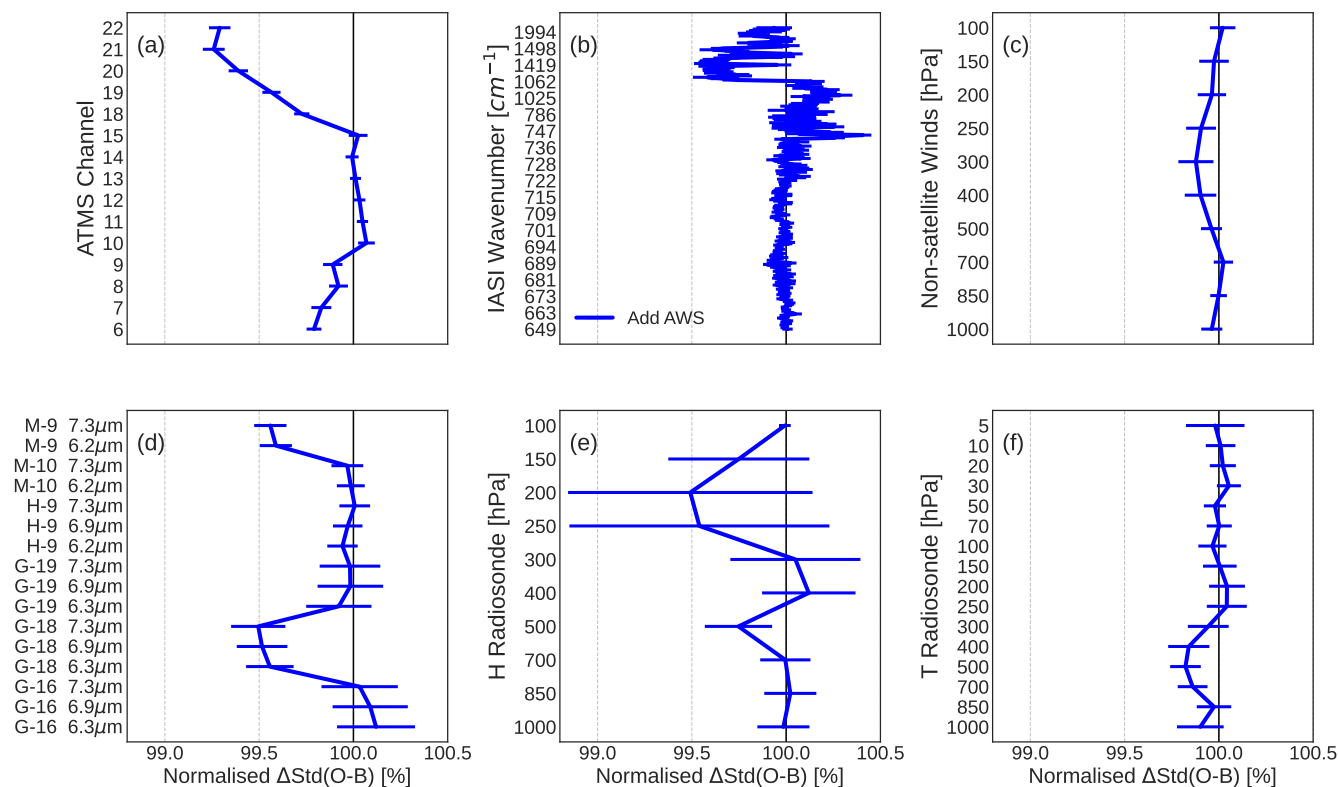 (a)
ATMS Channel
22
21
20
19
18
15
14
13
12
11
10
9
8
7
6
(b)
IASI Wavenumber [cm⁻¹]
1994
1498
1419
1062
1025
786
747
736
728
722
715
709
701
694
689
681
673
663
649
Add AWS
(c)
Non-satellite Winds [hPa]
100
150
200
250
300
400
500
700
850
1000
(d)
M-9 7.3μm
M-9 6.2μm
M-10 7.3μm
M-10 6.2μm
H-9 7.3μm
H-9 6.9μm
H-9 6.2μm
G-19 7.3μm
G-19 6.9μm
G-19 6.3μm
G-18 7.3μm
G-18 6.9μm
G-18 6.3μm
G-16 7.3μm
G-16 6.9μm
G-16 6.3μm
99.0 99.5 100.0 100.5
Normalised ΔStd(O-B) [%]
(e)
H Radiosonde [hPa]
100
150
200
250
300
400
500
700
850
1000
99.0 99.5 100.0 100.5
Normalised ΔStd(O-B) [%]
(f)
T Radiosonde [hPa]
5
10
20
30
50
70
100
150
200
250
300
400
500
700
850
1000
99.0 99.5 100.0 100.5
Normalised ΔStd(O-B) [%]